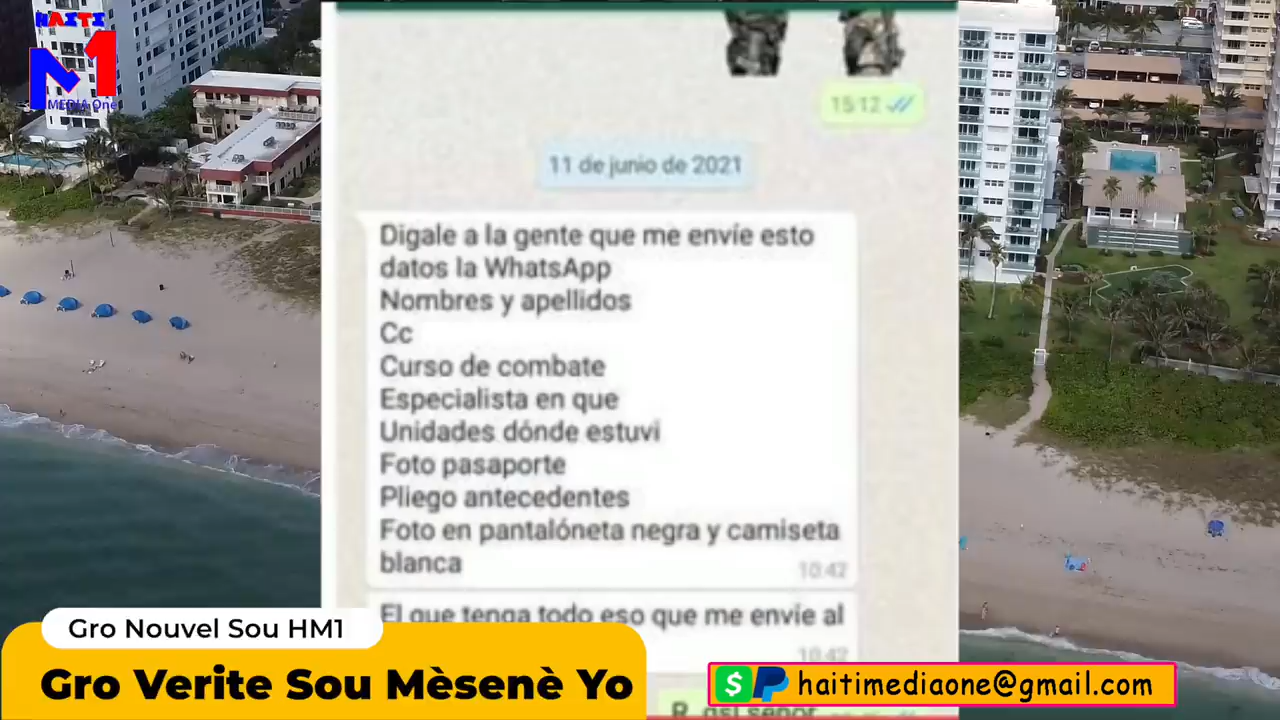 HAITI
M1
MEDIA One
15:12
11 de junio de 2021
Digale a la gente que me envíe esto
datos la WhatsApp
Nombres y apellidos
Cc
Curso de combate
Especialista en que
Unidades dónde estuvi
Foto pasaporte
Pliego antecedentes
Foto en pantalóneta negra y camiseta
blanca
10:42
El que tenga todo eso que me envíe al
10:42
Gro Nouvel Sou HM1
Gro Verite Sou Mèsenè Yo
$ P haitimediaone@gmail.com